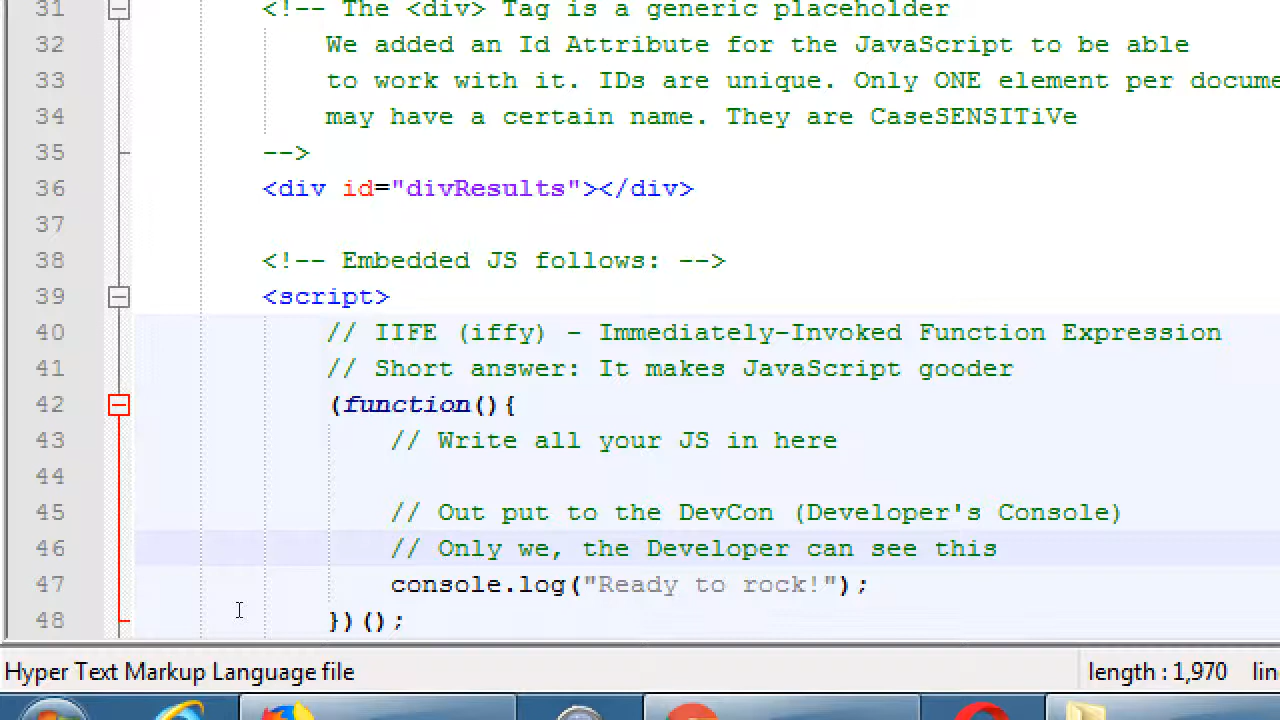 31 <!-- The <div> Tag is a generic placeholder
32 We added an Id Attribute for the JavaScript to be able
33 to work with it. IDs are unique. Only ONE element per docume
34 may have a certain name. They are CaseSENSITiVe
35 -->
36 <div id="divResults"></div>
37
38 <!-- Embedded JS follows: -->
39 <script>
40 // IIFE (iffy) - Immediately-Invoked Function Expression
41 // Short answer: It makes JavaScript gooder
42 (function(){
43 // Write all your JS in here
44
45 // Out put to the DevCon (Developer's Console)
46 // Only we, the Developer can see this
47 console.log("Ready to rock!");
48 })();
Hyper Text Markup Language file length : 1,970 lin